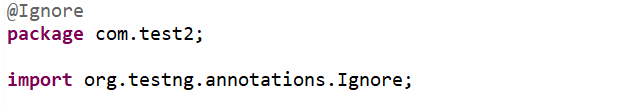 @Ignore
package com.test2;
import org.testng.annotations.Ignore;